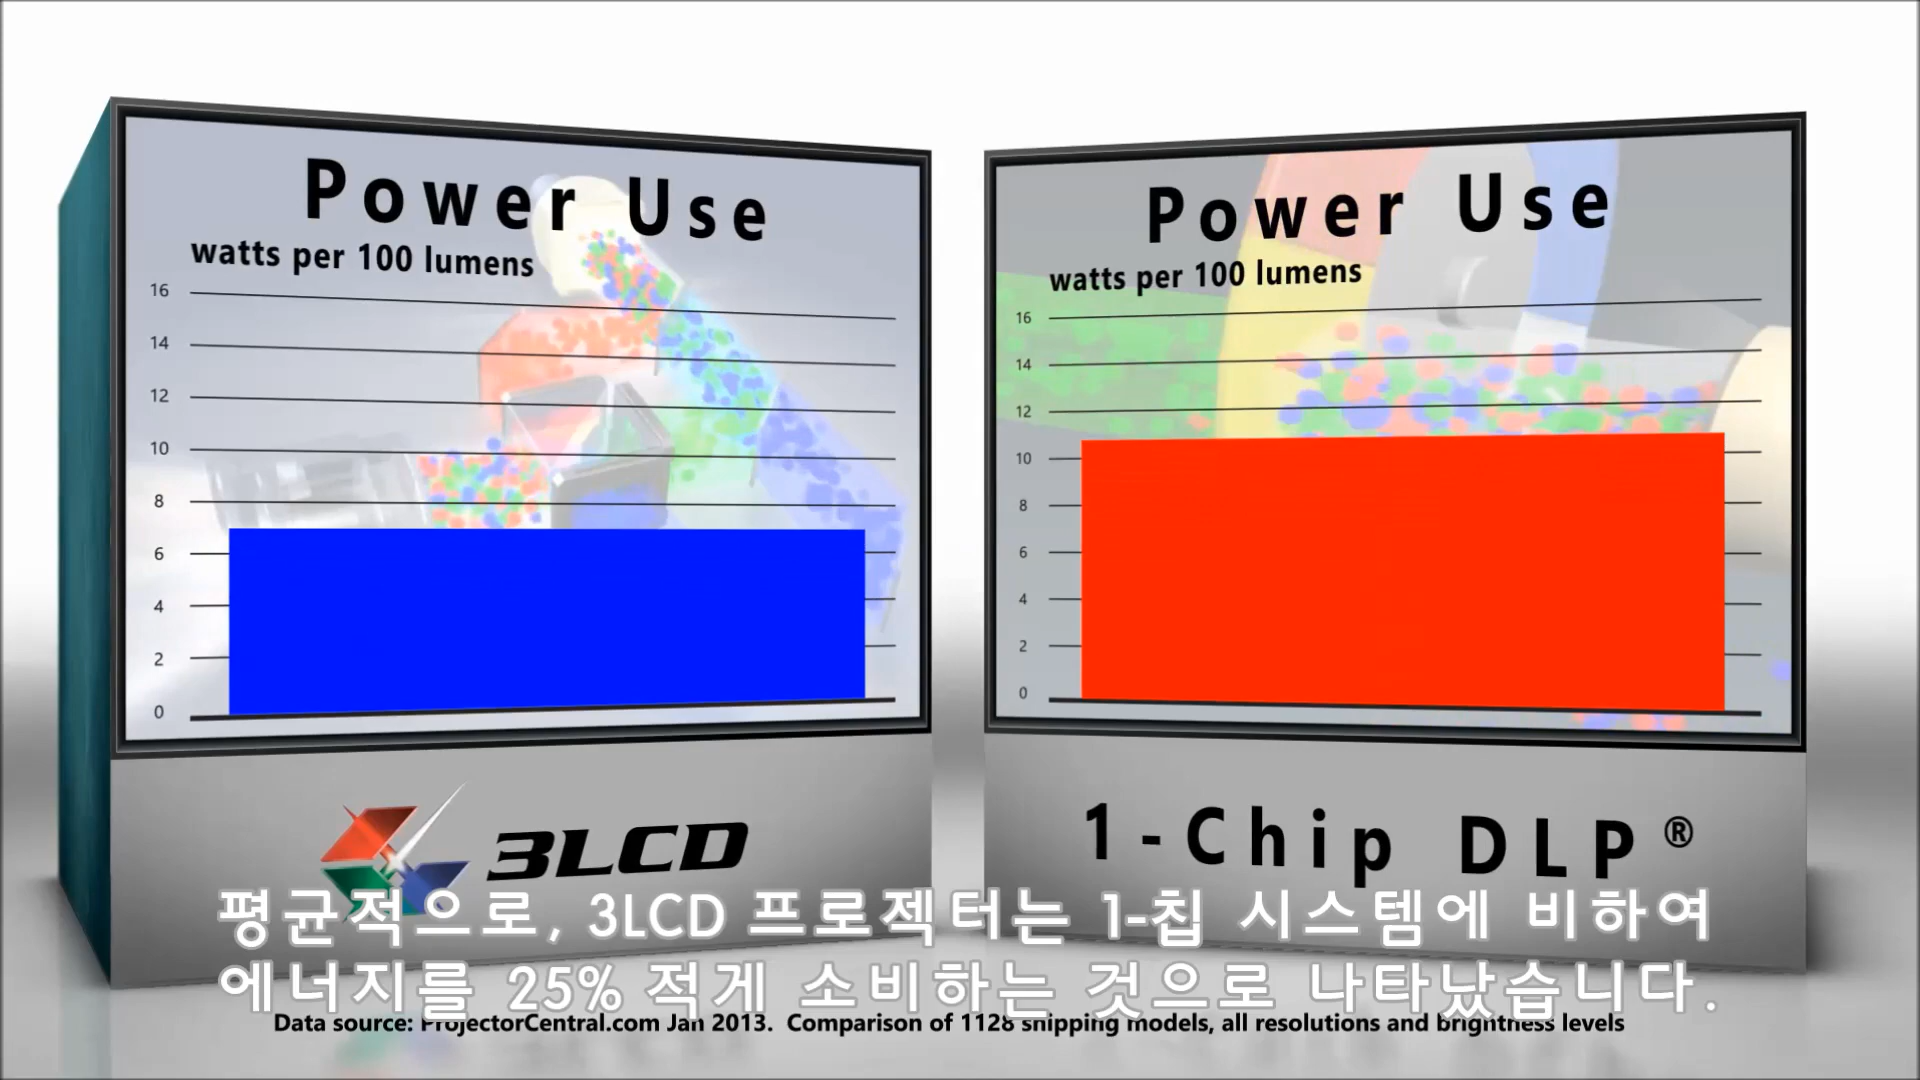 Power Use
watts per 100 lumens
16
14
12
10
8
6
4
2
0
3LCD
Power Use
watts per 100 lumens
16
14
12
10
8
6
4
2
0
1-Chip DLP®
평균적으로, 3LCD 프로젝터는 1-칩 시스템에 비하여
에너지를 25% 적게 소비하는 것으로 나타났습니다.
Data source: ProjectorCentral.com Jan 2013. Comparison of 1128 shipping models, all resolutions and brightness levels